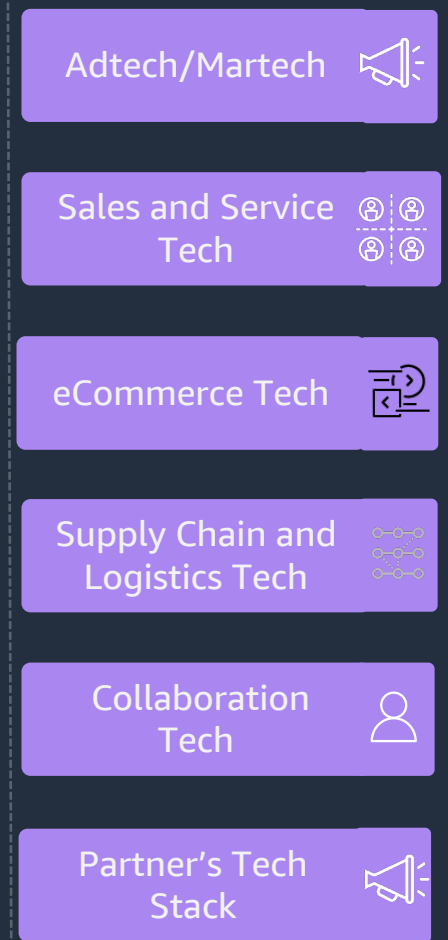 Adtech/Martech
Sales and Service
Tech
eCommerce Tech
Supply Chain and
Logistics Tech
Collaboration
Tech
Partner’s Tech
Stack